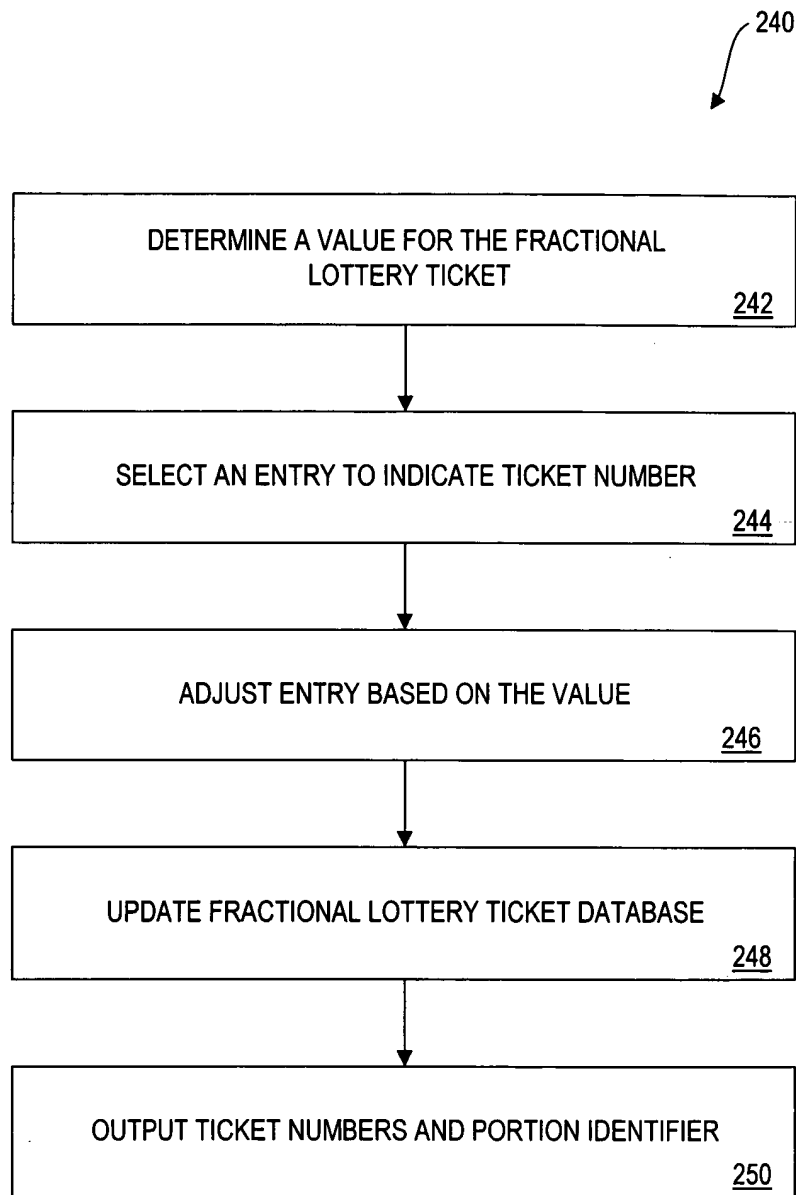 240
DETERMINE A VALUE FOR THE FRACTIONAL
LOTTERY TICKET
242
SELECT AN ENTRY TO INDICATE TICKET NUMBER
244
ADJUST ENTRY BASED ON THE VALUE
246
UPDATE FRACTIONAL LOTTERY TICKET DATABASE
248
OUTPUT TICKET NUMBERS AND PORTION IDENTIFIER
250